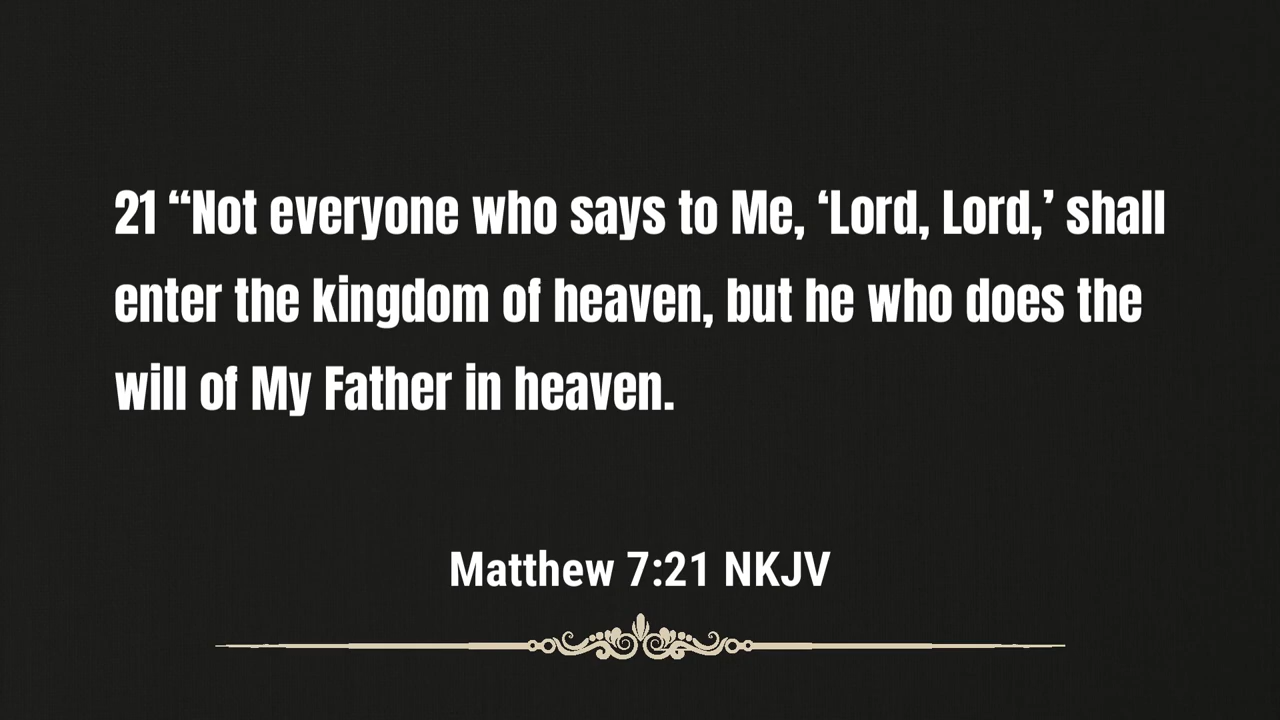 21 “Not everyone who says to Me, ‘Lord, Lord,’ shall
enter the kingdom of heaven, but he who does the
will of My Father in heaven.
Matthew 7:21 NKJV